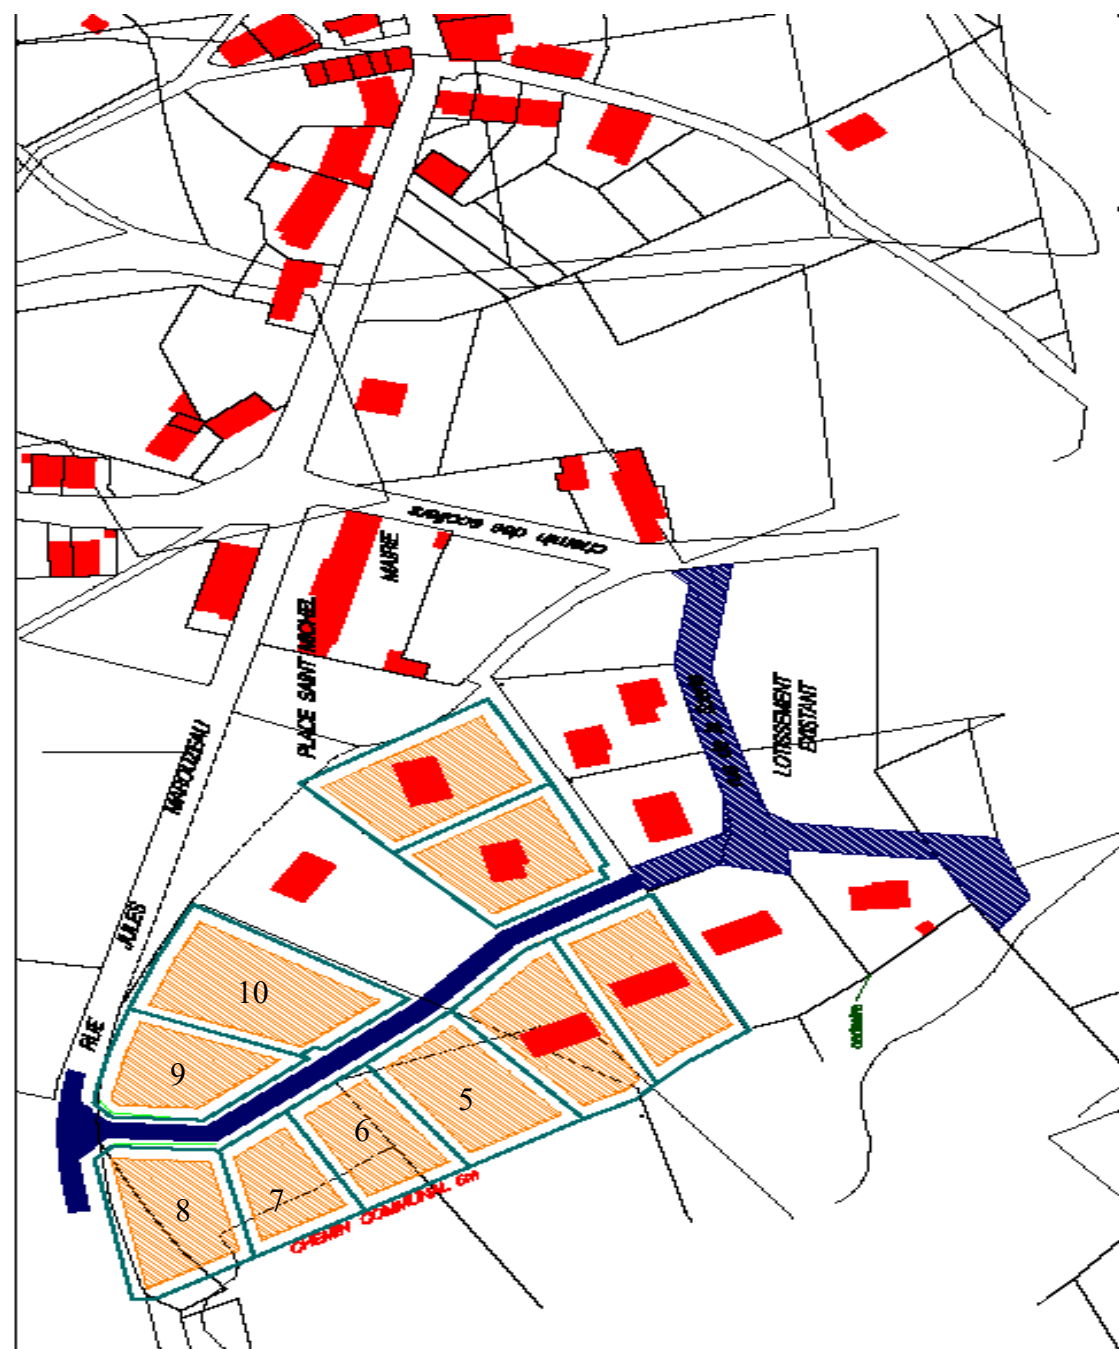 chemin des écoliers
MAIRIE
PLACE SAINT MICHEL
LOTISSEMENT
EXISTANT
RUE JULES MAROUZEAU
10
9
5
6
7
8
CHEMIN COMMUNAL 6m